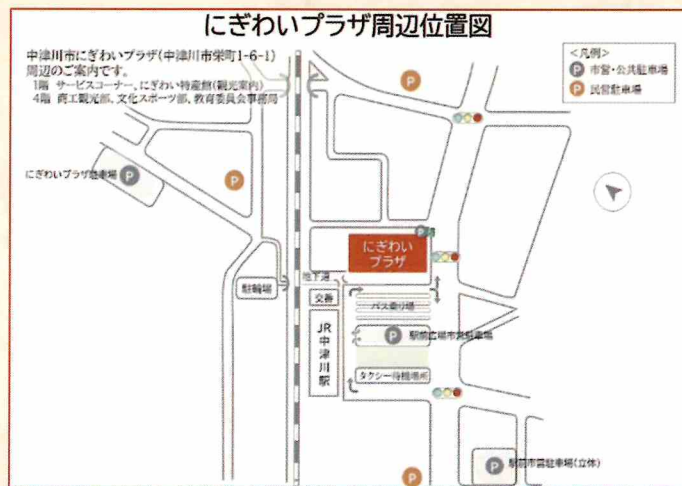 にぎわいプラザ周辺位置図
中津川市にぎわいプラザ(中津川市栄町1-6-1)
周辺のご案内です。
1階 サービスコーナー、にぎわい特産館(観光案内)
4階 商工観光部、文化スポーツ部、教育委員会事務局
<凡例>
P 市営・公共駐車場
P 民営駐車場
P
にぎわいプラザ駐車場 P
P
P
にぎわい
プラザ
地下道
駐輪場
交番
バス乗り場
JR中津川駅
P 駅前広場市営駐車場
タクシー待機場所
P
P 駅前市営駐車場(立体)